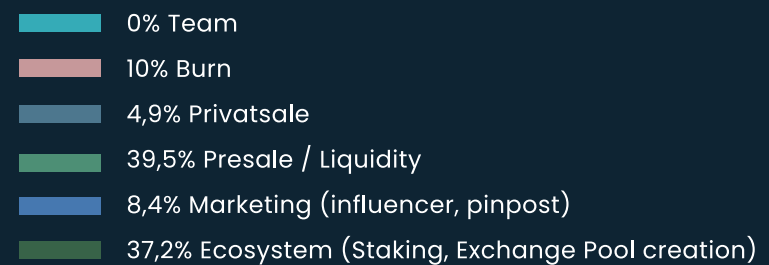 0% Team
10% Burn
4,9% Privatsale
39,5% Presale / Liquidity
8,4% Marketing (influencer, pinpost)
37,2% Ecosystem (Staking, Exchange Pool creation)